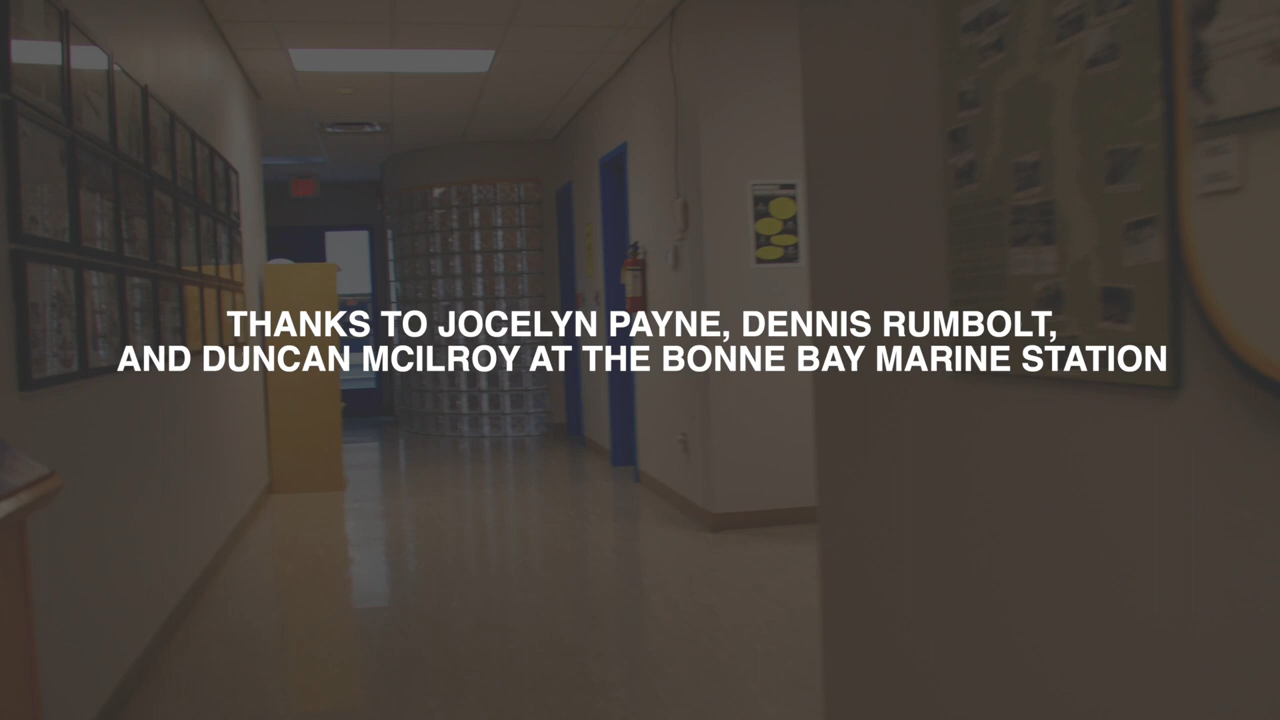 THANKS TO JOCELYN PAYNE, DENNIS RUMBOLT,
AND DUNCAN MCILROY AT THE BONNE BAY MARINE STATION